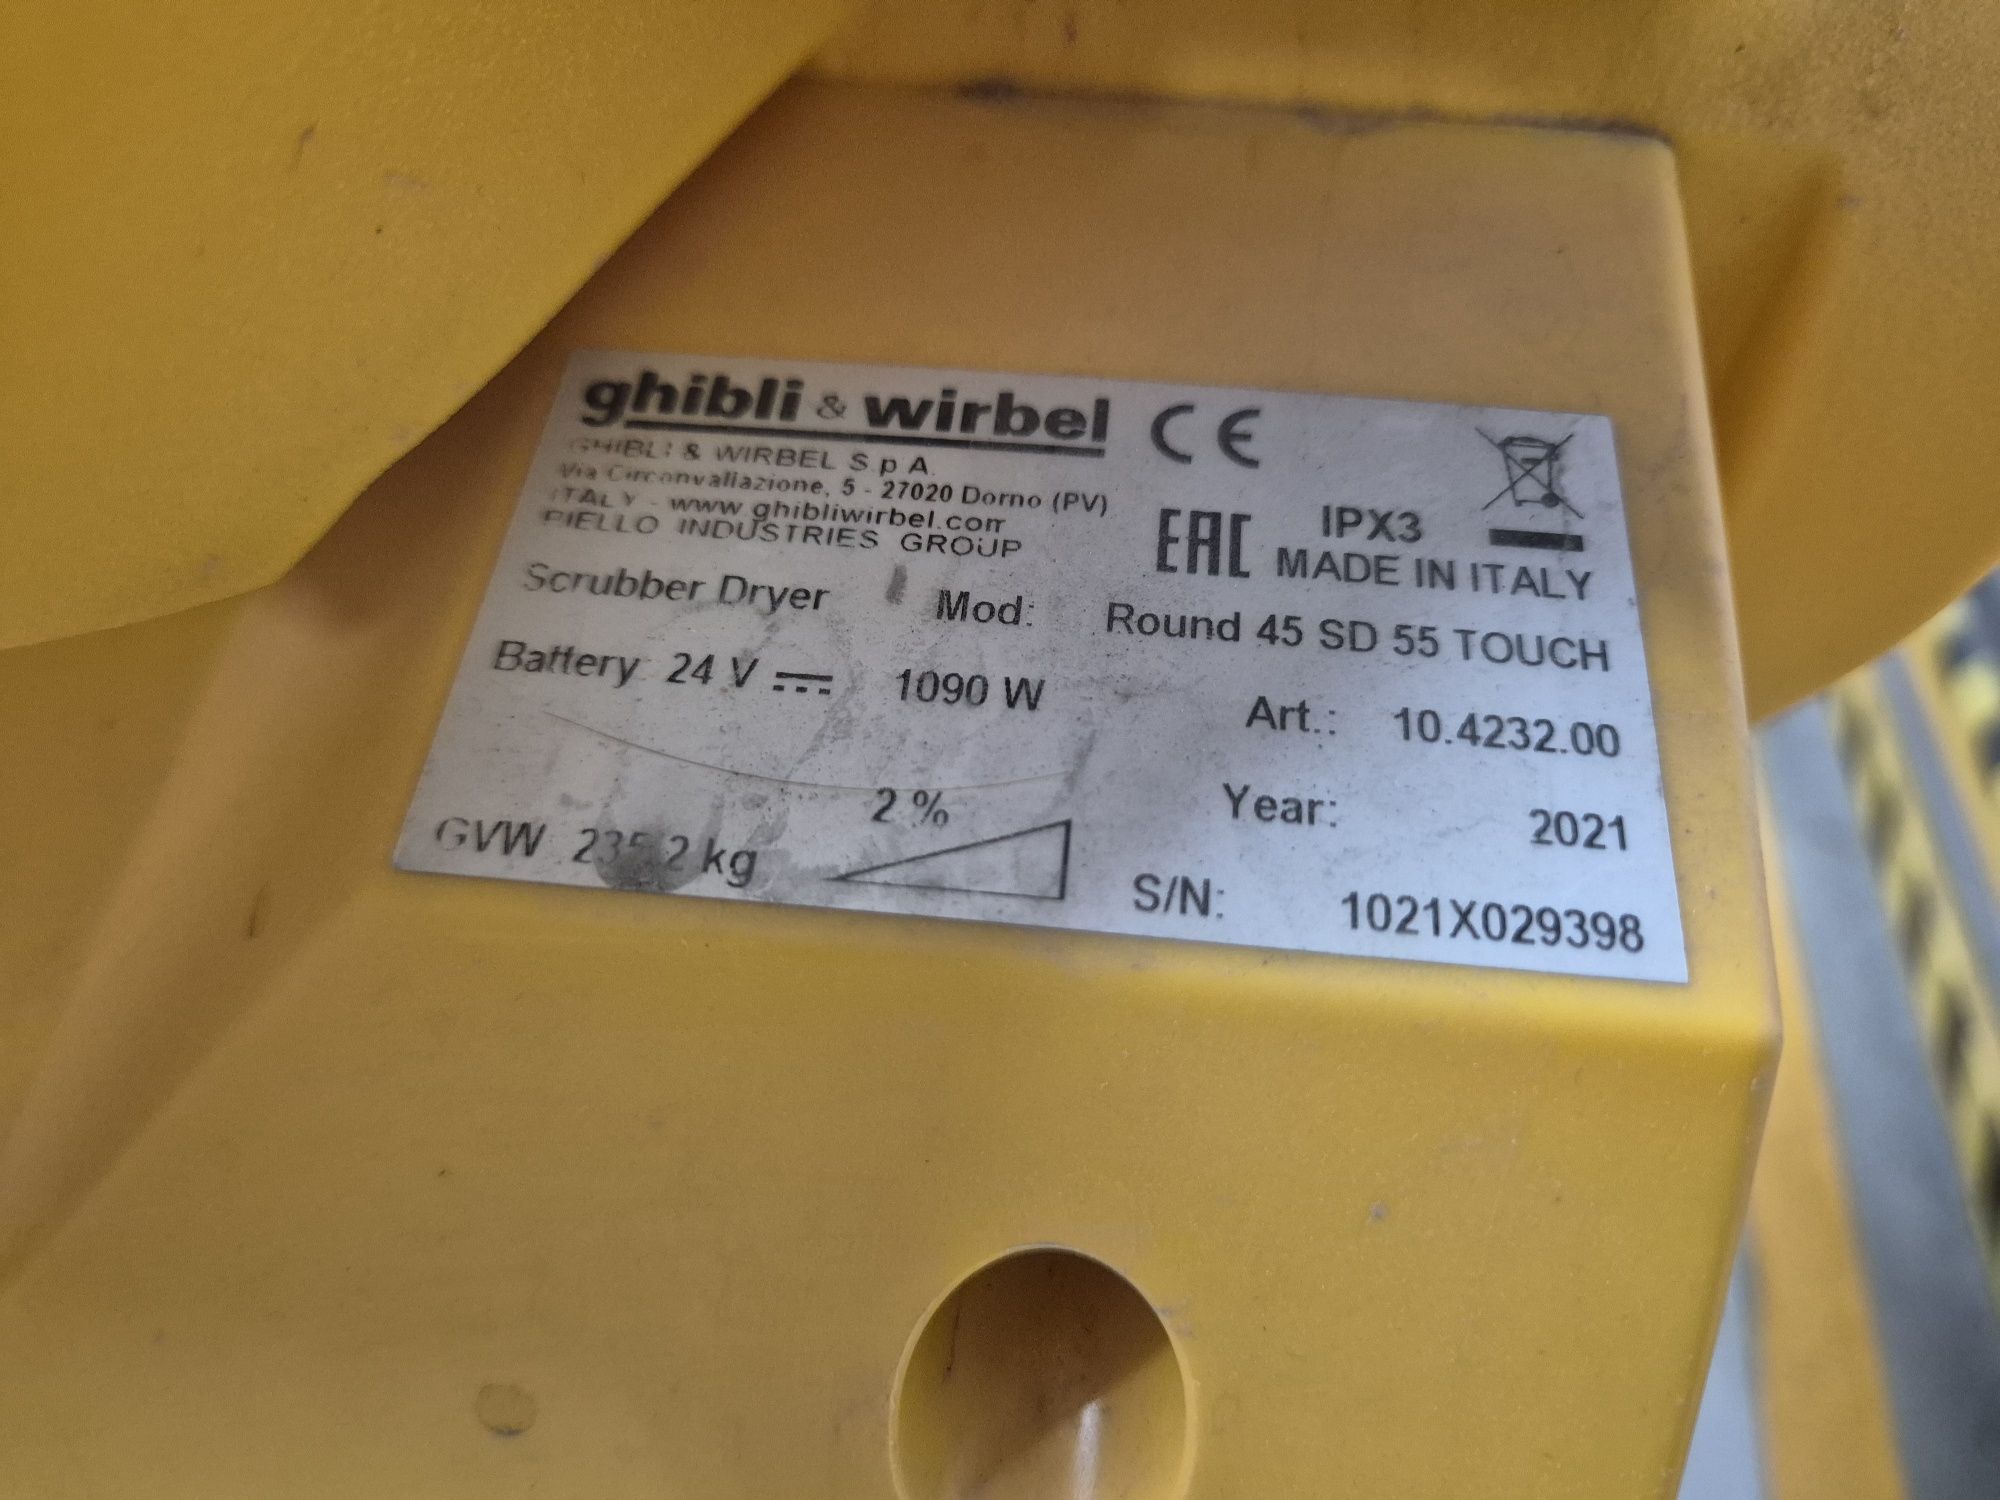 ghibli & wirbel CE
GHIBLI & WIRBEL S.p.A.
Via Circonvallazione, 5 - 27020 Dorno (PV)
ITALY - www.ghibliwirbel.com
RIELLO INDUSTRIES GROUP
EAC IPX3
MADE IN ITALY
Scrubber Dryer Mod: Round 45 SD 55 TOUCH
Battery 24 V 1090 W
Art.: 10.4232.00
2 %
Year: 2021
GVW kg
S/N: 1021X029398